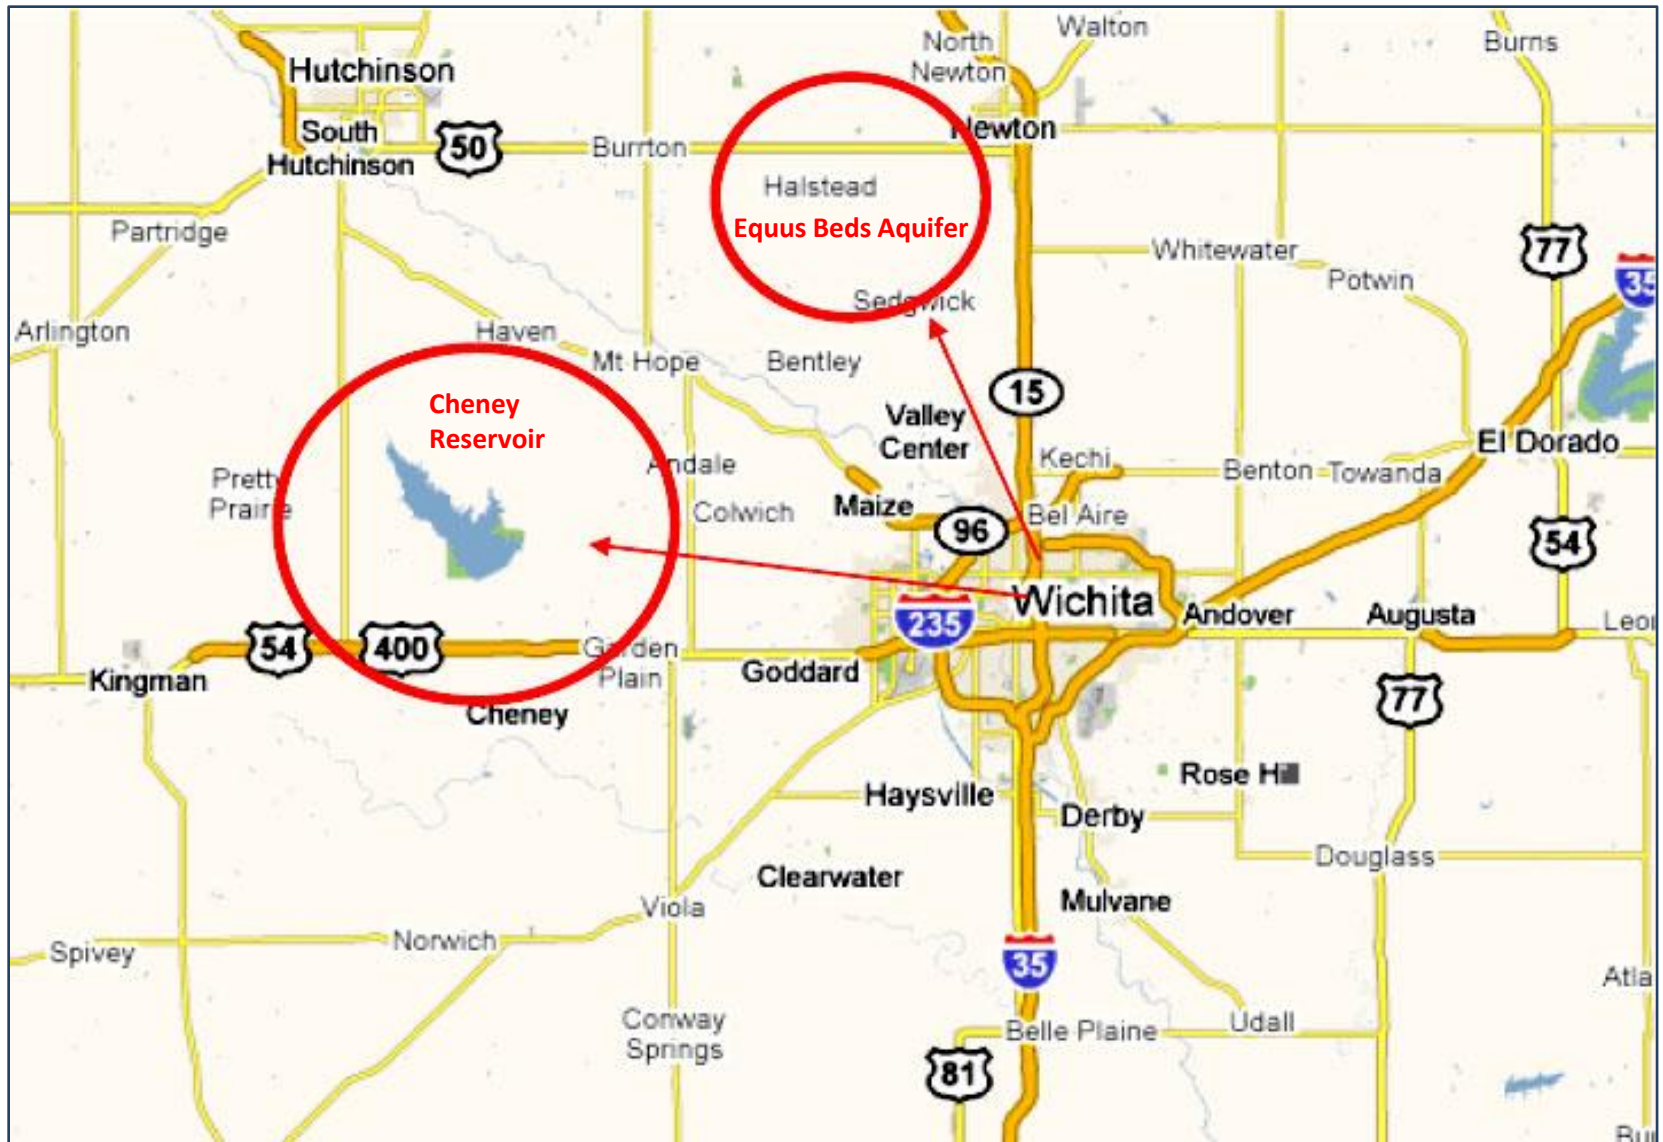 Walton
North
Newton
Burns
Hutchinson
South
Hutchinson
50
Burrton
Newton
Halstead
Partridge
Equus Beds Aquifer
Whitewater
77
Potwin
35
Sedgwick
Arlington
Haven
Mt Hope
Bentley
15
Cheney
Reservoir
Valley
Center
El Dorado
Kechi
Andale
Benton
Towanda
Pretty
Prairie
Colwich
Maize
96
Bel Aire
54
Wichita
235
Andover
Augusta
54
400
Garden
Plain
Goddard
Kingman
77
Cheney
Rose H
Haysville
Derby
Douglass
Clearwater
Mulvane
Viola
Norwich
Spivey
35
Atla
Conway
Springs
Belle Plaine
Udall
81